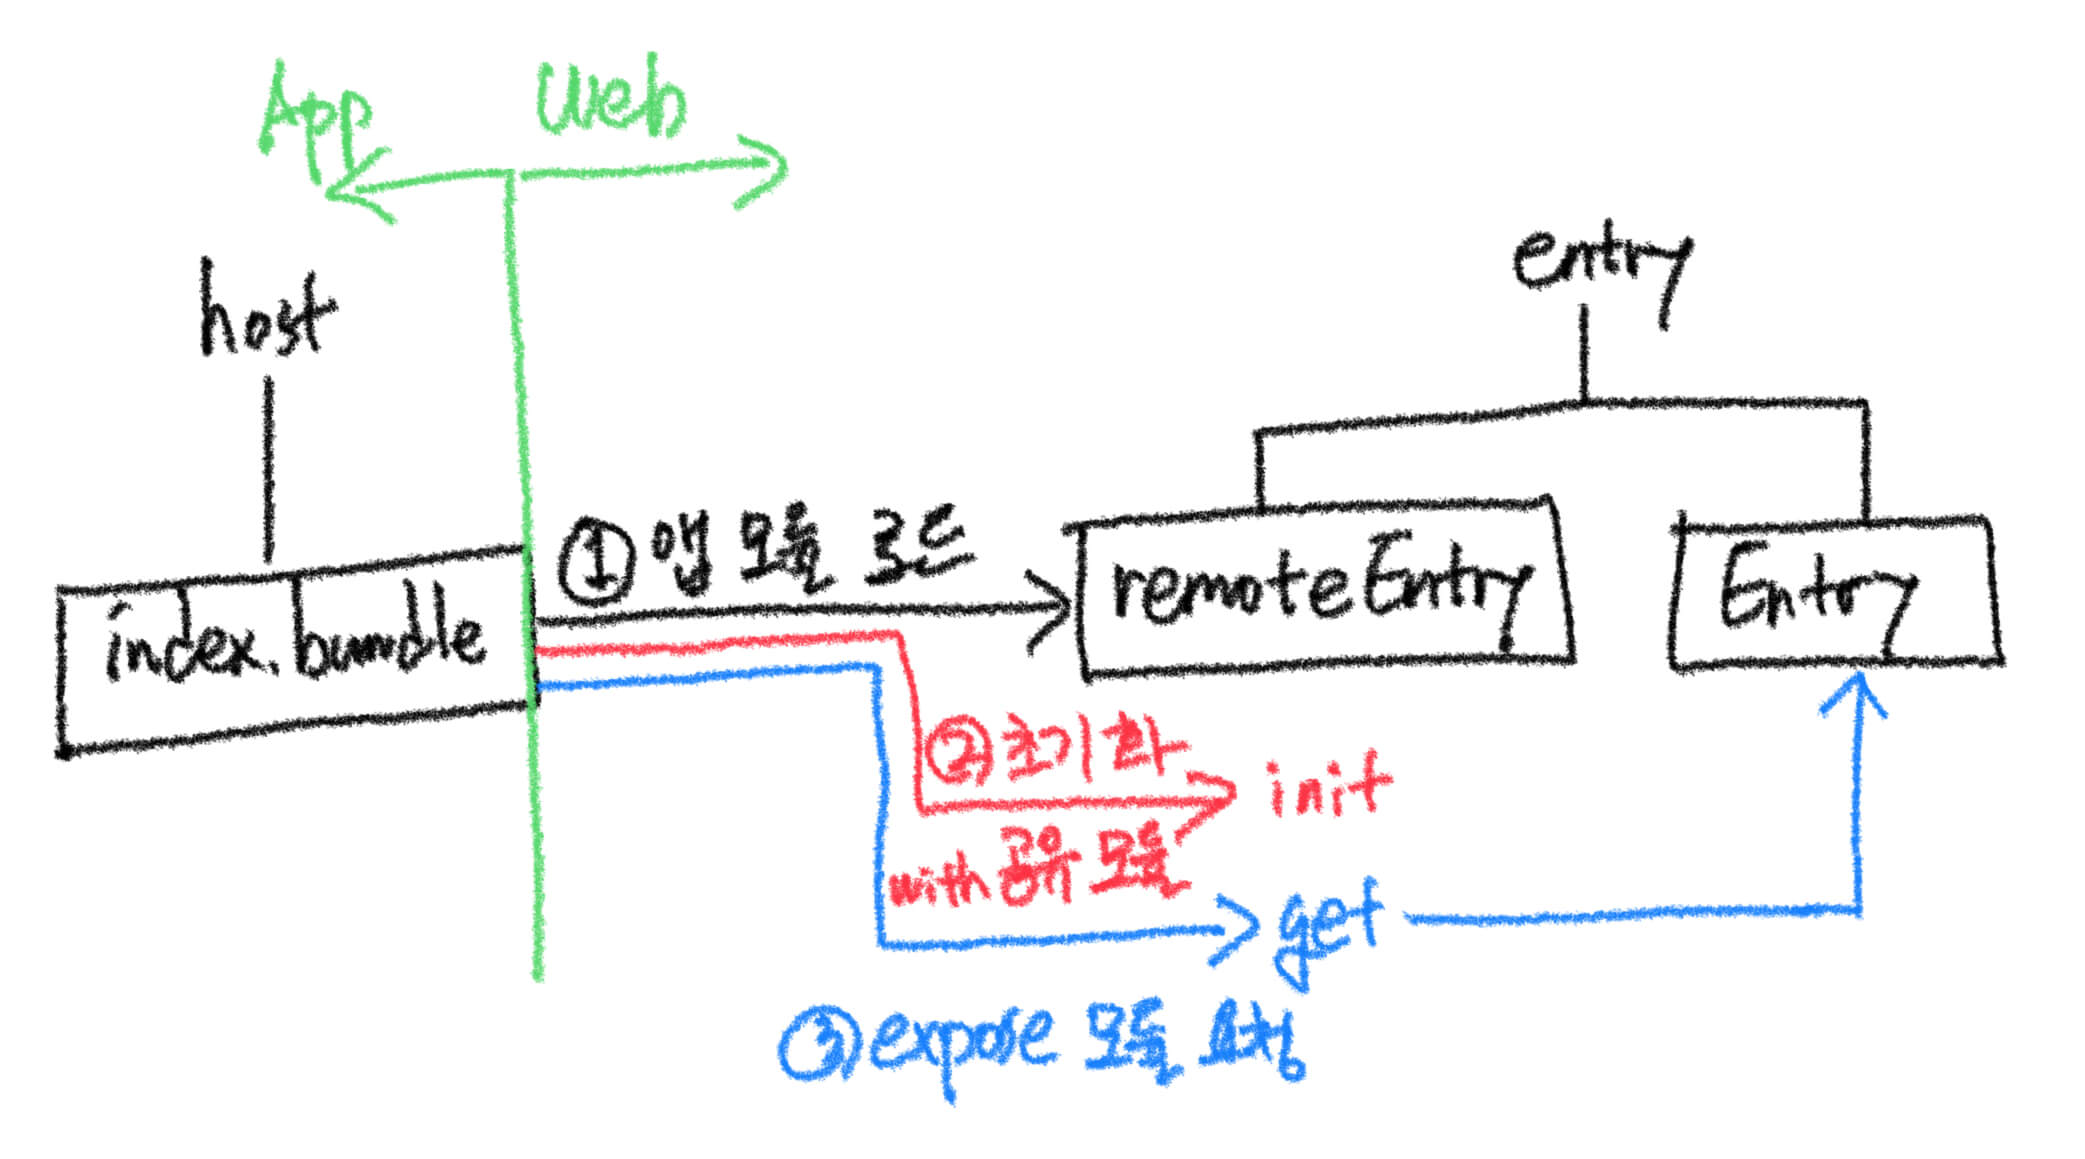 App
Web
host
entry
index.bundle
① 앱 모듈 로드
remoteEntry
Entry
② 초기화
init
with 공유 모듈
get
③ expose 모듈 요청